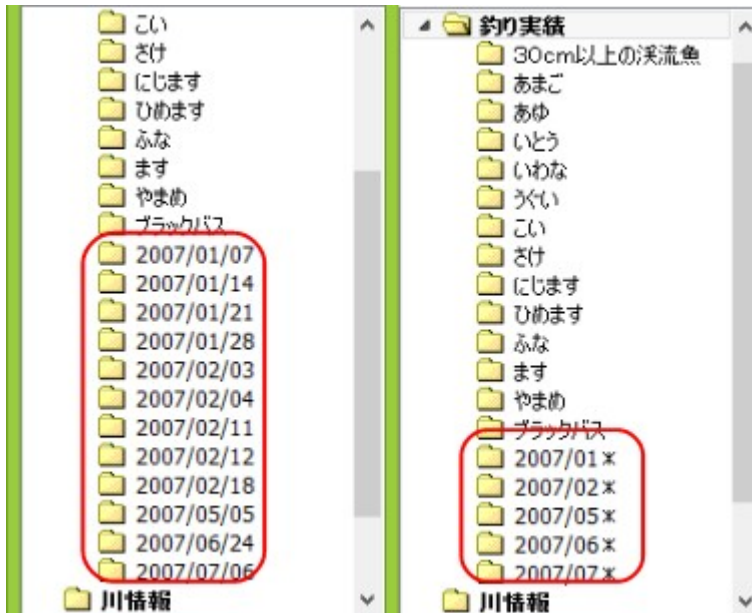 こい
さけ
にじます
ひめます
ふな
ます
やまめ
ブラックバス
2007/01/07
2007/01/14
2007/01/21
2007/01/28
2007/02/03
2007/02/04
2007/02/11
2007/02/12
2007/02/18
2007/05/05
2007/06/24
2007/07/06
川情報
釣り実績
30cm以上の渓流魚
あまご
あゆ
いとう
いわな
うぐい
こい
さけ
にじます
ひめます
ふな
ます
やまめ
ブラックバス
2007/01*
2007/02*
2007/05*
2007/06*
2007/07*
川情報